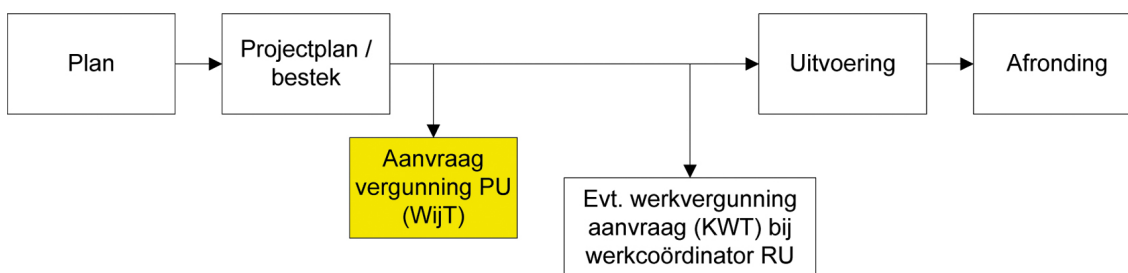 Plan
Projectplan /
bestek
Uitvoering
Afronding
Aanvraag
vergunning PU
(WijT)
Evt. werkvergunning
aanvraag (KWT) bij
werkcoördinator RU